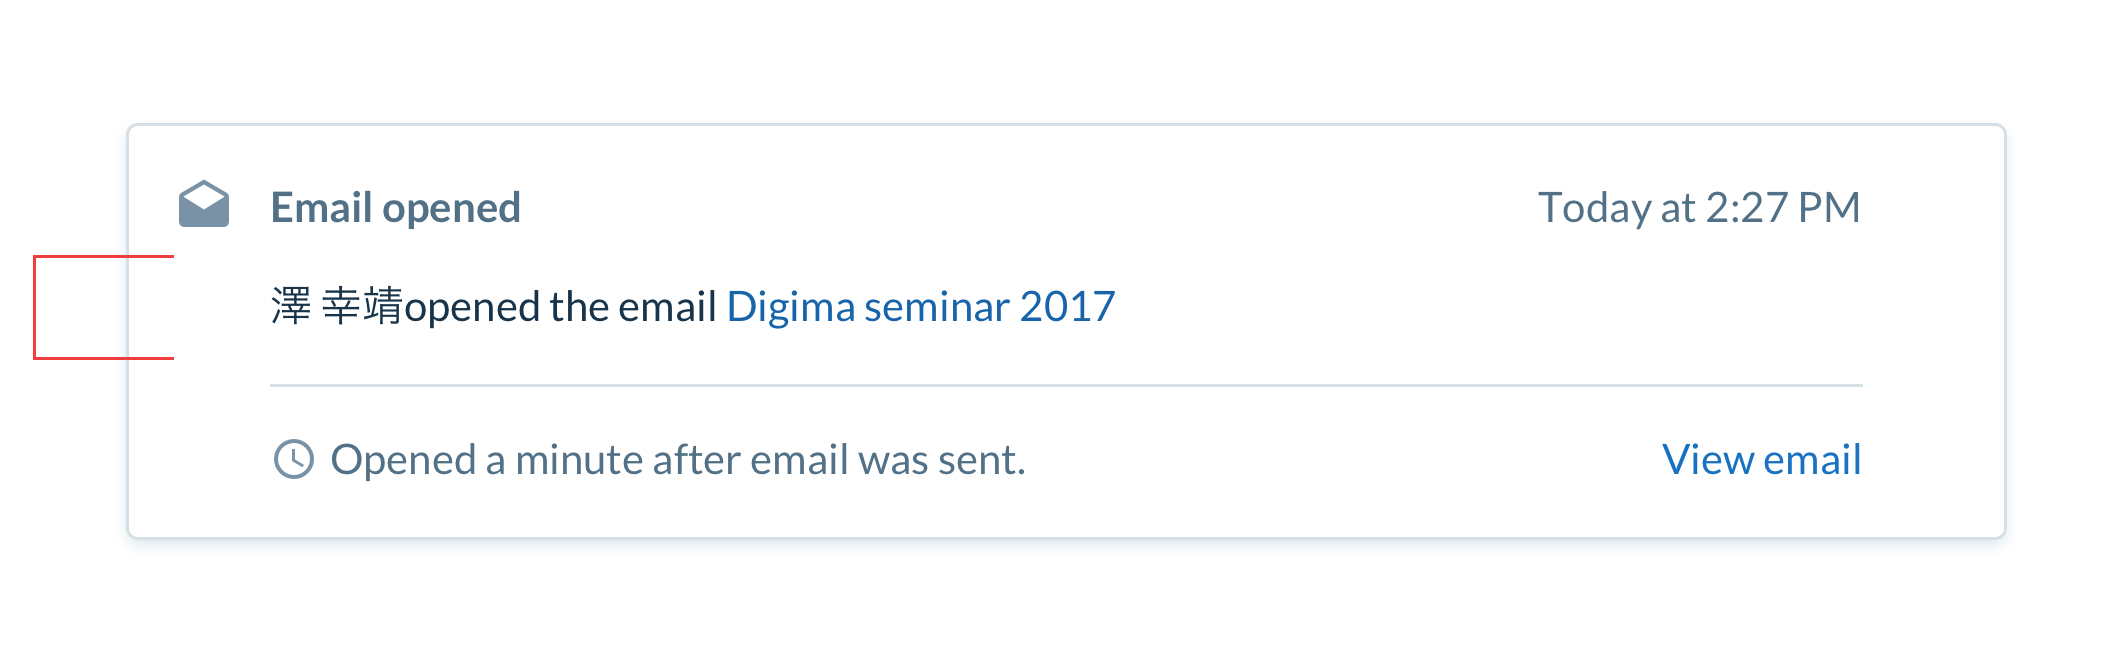 Email opened
Today at 2:27 PM
澤 幸靖opened the email Digima seminar 2017
Opened a minute after email was sent.
View email